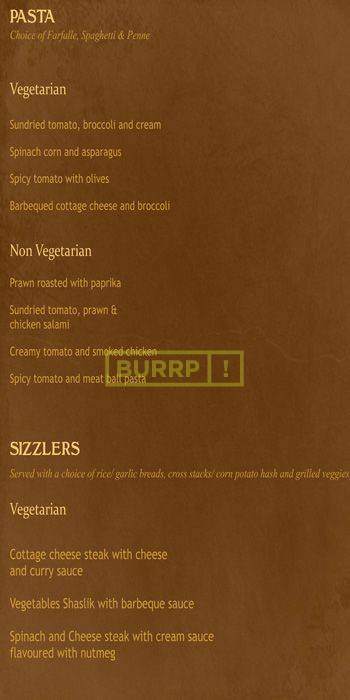 PASTA
Choice of Farfalle, Spaghetti & Penne
Vegetarian
Sundried tomato, broccoli and cream
Spinach corn and asparagus
Spicy tomato with olives
Barbequed cottage cheese and broccoli
Non Vegetarian
Prawn roasted with paprika
Sundried tomato, prawn &
chicken salami
Creamy tomato and smoked chicken
BURRP !
Spicy tomato and meat ball pasta
SIZZLERS
Served with a choice of rice/ garlic breads, cross stacks/ corn potato hash and grilled veggies
Vegetarian
Cottage cheese steak with cheese
and curry sauce
Vegetables Shaslik with barbeque sauce
Spinach and Cheese steak with cream sauce
flavoured with nutmeg